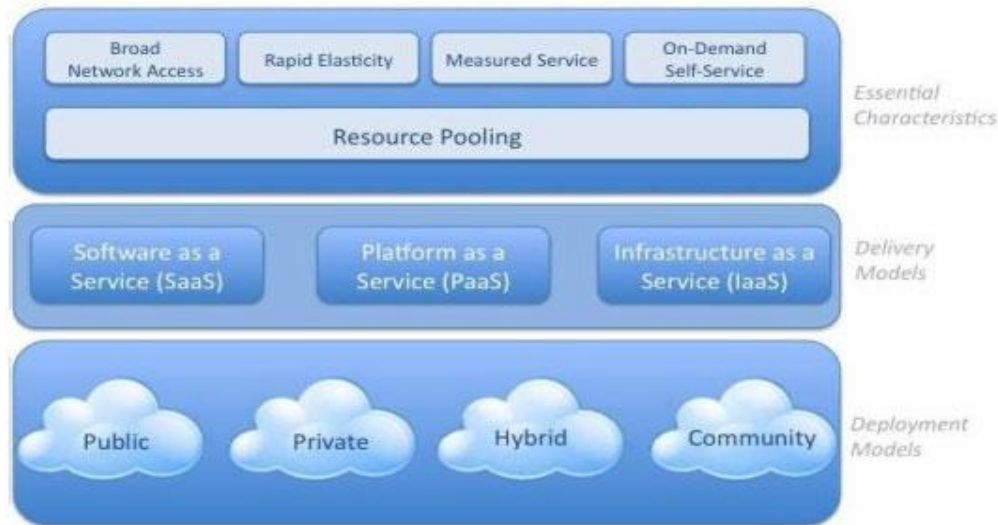 Broad
Network Access
Rapid Elasticity
Measured Service
On-Demand
Self-Service
Essential
Characteristics
Resource Pooling
Software as a
Service (SaaS)
Platform as a
Service (PaaS)
Infrastructure as a
Service (IaaS)
Delivery
Models
Public
Private
Hybrid
Community
Deployment
Models